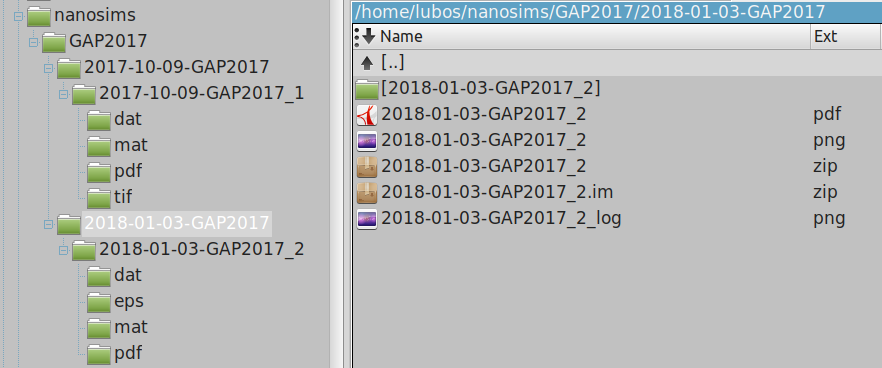 nanosims
GAP2017
2017-10-09-GAP2017
2017-10-09-GAP2017_1
dat
mat
pdf
tif
2018-01-03-GAP2017
2018-01-03-GAP2017_2
dat
eps
mat
pdf
/home/lubos/nanosims/GAP2017/2018-01-03-GAP2017
Name Ext
[..]
[2018-01-03-GAP2017_2]
2018-01-03-GAP2017_2 pdf
2018-01-03-GAP2017_2 png
2018-01-03-GAP2017_2 zip
2018-01-03-GAP2017_2.im zip
2018-01-03-GAP2017_2_log png